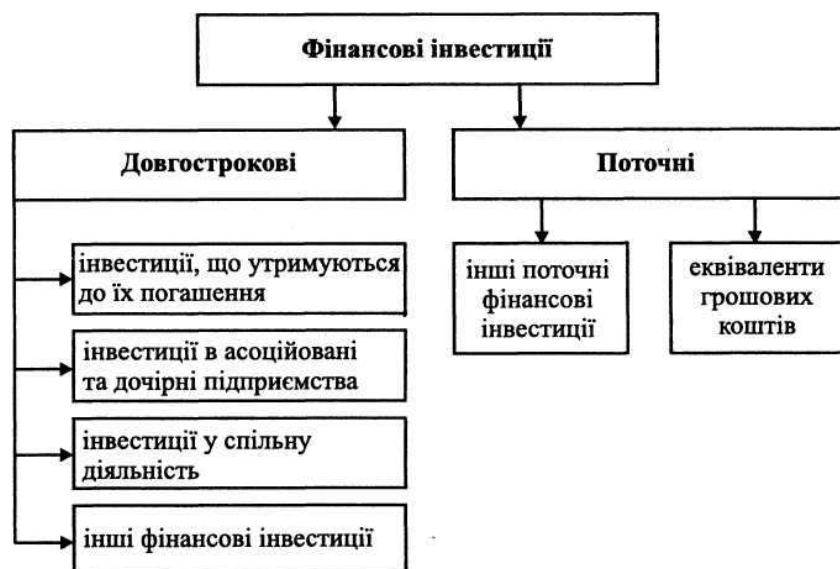 Фінансові інвестиції
Довгострокові
Поточні
інвестиції, що утримуються
до їх погашення
інвестиції в асоційовані
та дочірні підприємства
інвестиції у спільну
діяльність
інші фінансові інвестиції
інші поточні
фінансові
інвестиції
еквіваленти
грошових
коштів